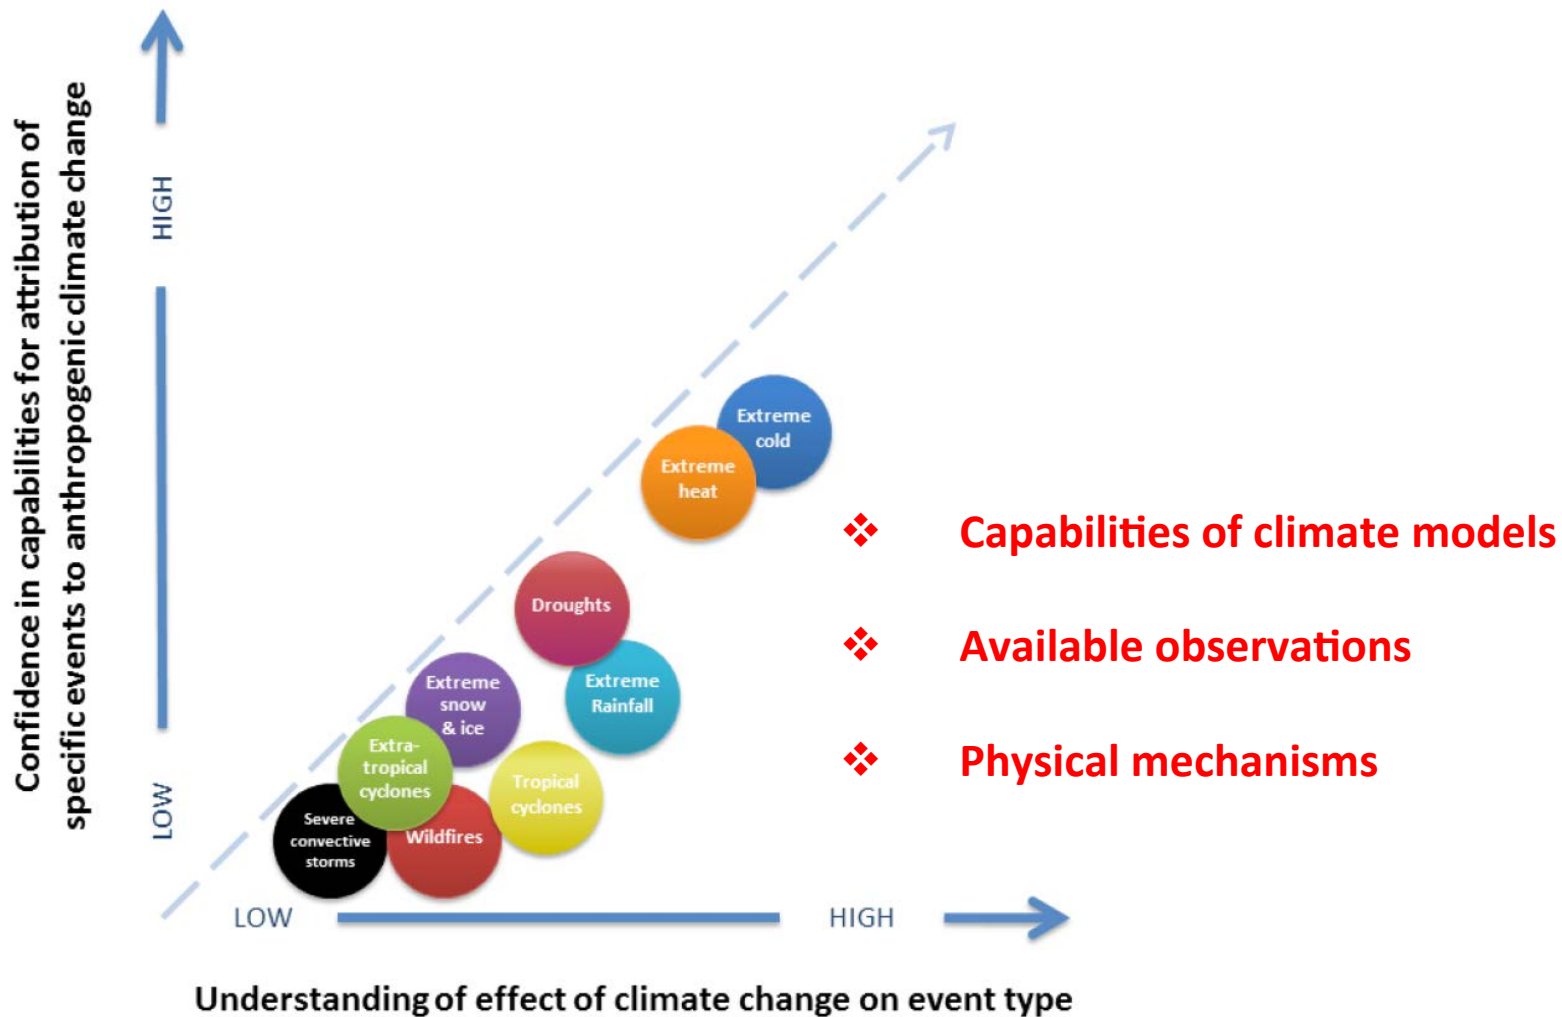 Confidence in capabilities for attribution of
specific events to anthropogenic climate change
HIGH
LOW
Extreme
cold
Extreme
heat
Droughts
Extreme
Rainfall
Extreme
snow
& ice
Extra-
tropical
cyclones
Tropical
cyclones
Severe
convective
storms
Wildfires
❖ Capabilities of climate models
❖ Available observations
❖ Physical mechanisms
LOW
HIGH
Understanding of effect of climate change on event type